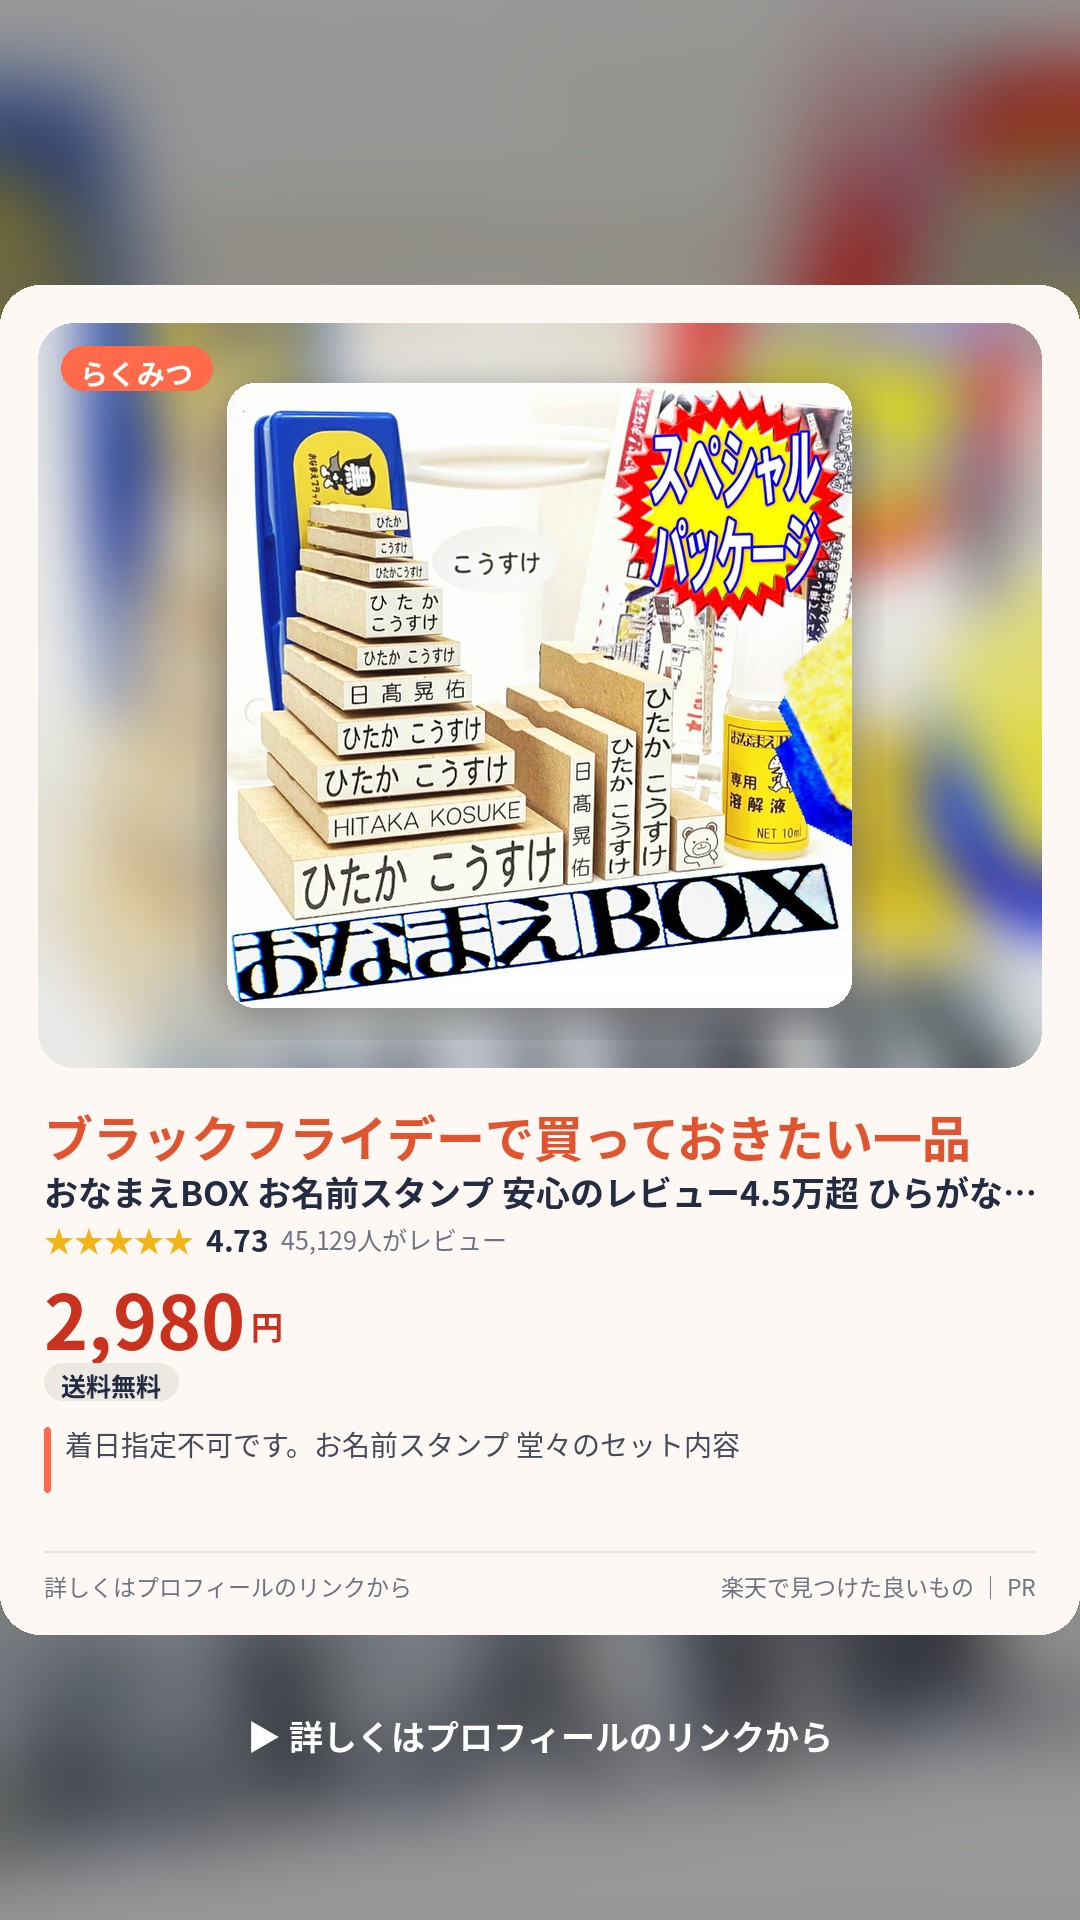 らくみつ
スペシャル
パッケージ
ひたか
こうすけ
ひたかこうすけ
ひたか
こうすけ
ひたか こうすけ
日髙晃佑
ひたか こうすけ
ひたか こうすけ
HITAKA KOSUKE
ひたか こうすけ
こうすけ
日髙晃佑
ひたか こうすけ
ひたか こうすけ
専用
溶解液
NET 10ml
おなまえBOX
ブラックフライデーで買っておきたい一品
おなまえBOX お名前スタンプ 安心のレビュー4.5万超 ひらがな…
★★★★★ 4.73 45,129人がレビュー
2,980円
送料無料
着日指定不可です。お名前スタンプ 堂々のセット内容
詳しくはプロフィールのリンクから
楽天で見つけた良いもの｜PR
▶ 詳しくはプロフィールのリンクから